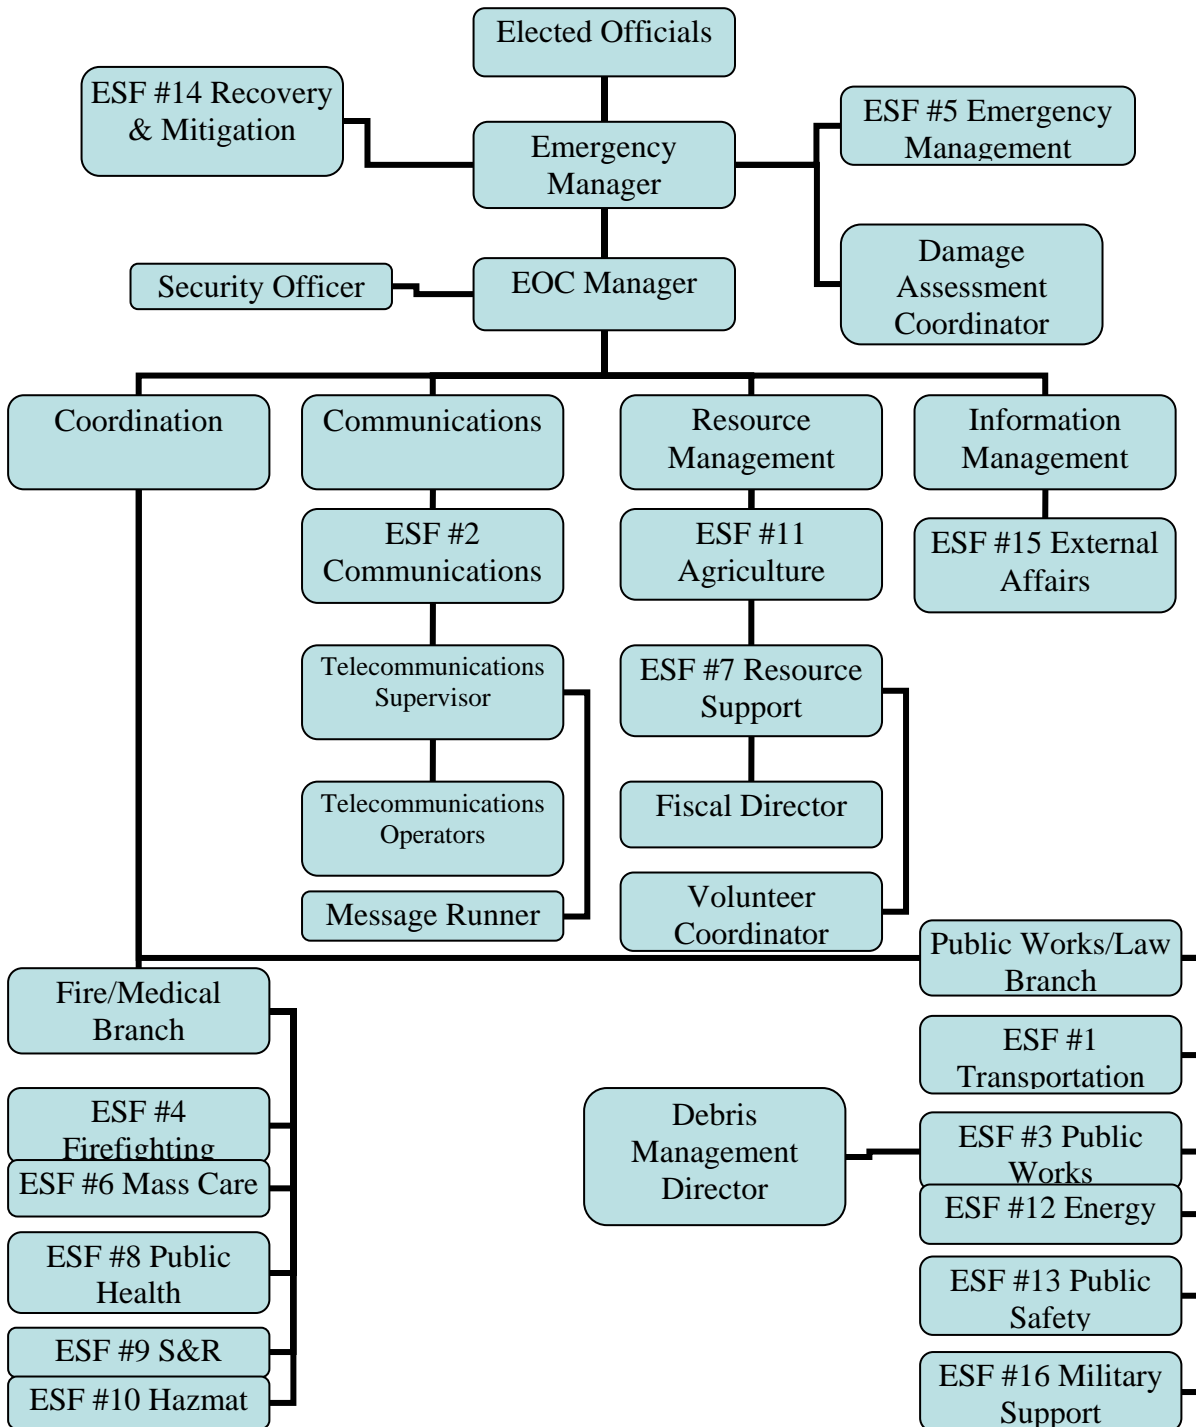 Elected Officials
ESF #14 Recovery
& Mitigation
ESF #5 Emergency
Management
Emergency
Manager
Damage
Assessment
Coordinator
Security Officer
EOC Manager
Coordination
Communications
Resource
Management
Information
Management
ESF #2
Communications
ESF #11
Agriculture
ESF #15 External
Affairs
Telecommunications
Supervisor
ESF #7 Resource
Support
Telecommunications
Operators
Fiscal Director
Message Runner
Volunteer
Coordinator
Public Works/Law
Branch
Fire/Medical
Branch
ESF #1
Transportation
ESF #4
Firefighting
Debris
Management
Director
ESF #3 Public
Works
ESF #6 Mass Care
ESF #12 Energy
ESF #8 Public
Health
ESF #13 Public
Safety
ESF #9 S&R
ESF #10 Hazmat
ESF #16 Military
Support